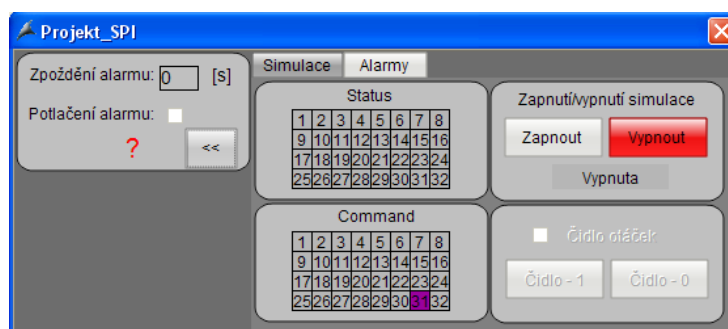 Projekt_SPI
Zpoždění alarmu: 0 [s]
Potlačení alarmu:
?
<<
Simulace Alarmy
Status
1 2 3 4 5 6 7 8
9 10 11 12 13 14 15 16
17 18 19 20 21 22 23 24
25 26 27 28 29 30 31 32
Command
1 2 3 4 5 6 7 8
9 10 11 12 13 14 15 16
17 18 19 20 21 22 23 24
25 26 27 28 29 30 31 32
Zapnutí/vypnutí simulace
Zapnout Vypnout
Vypnuta
Čidlo otáček
Čidlo - 1 Čidlo - 0